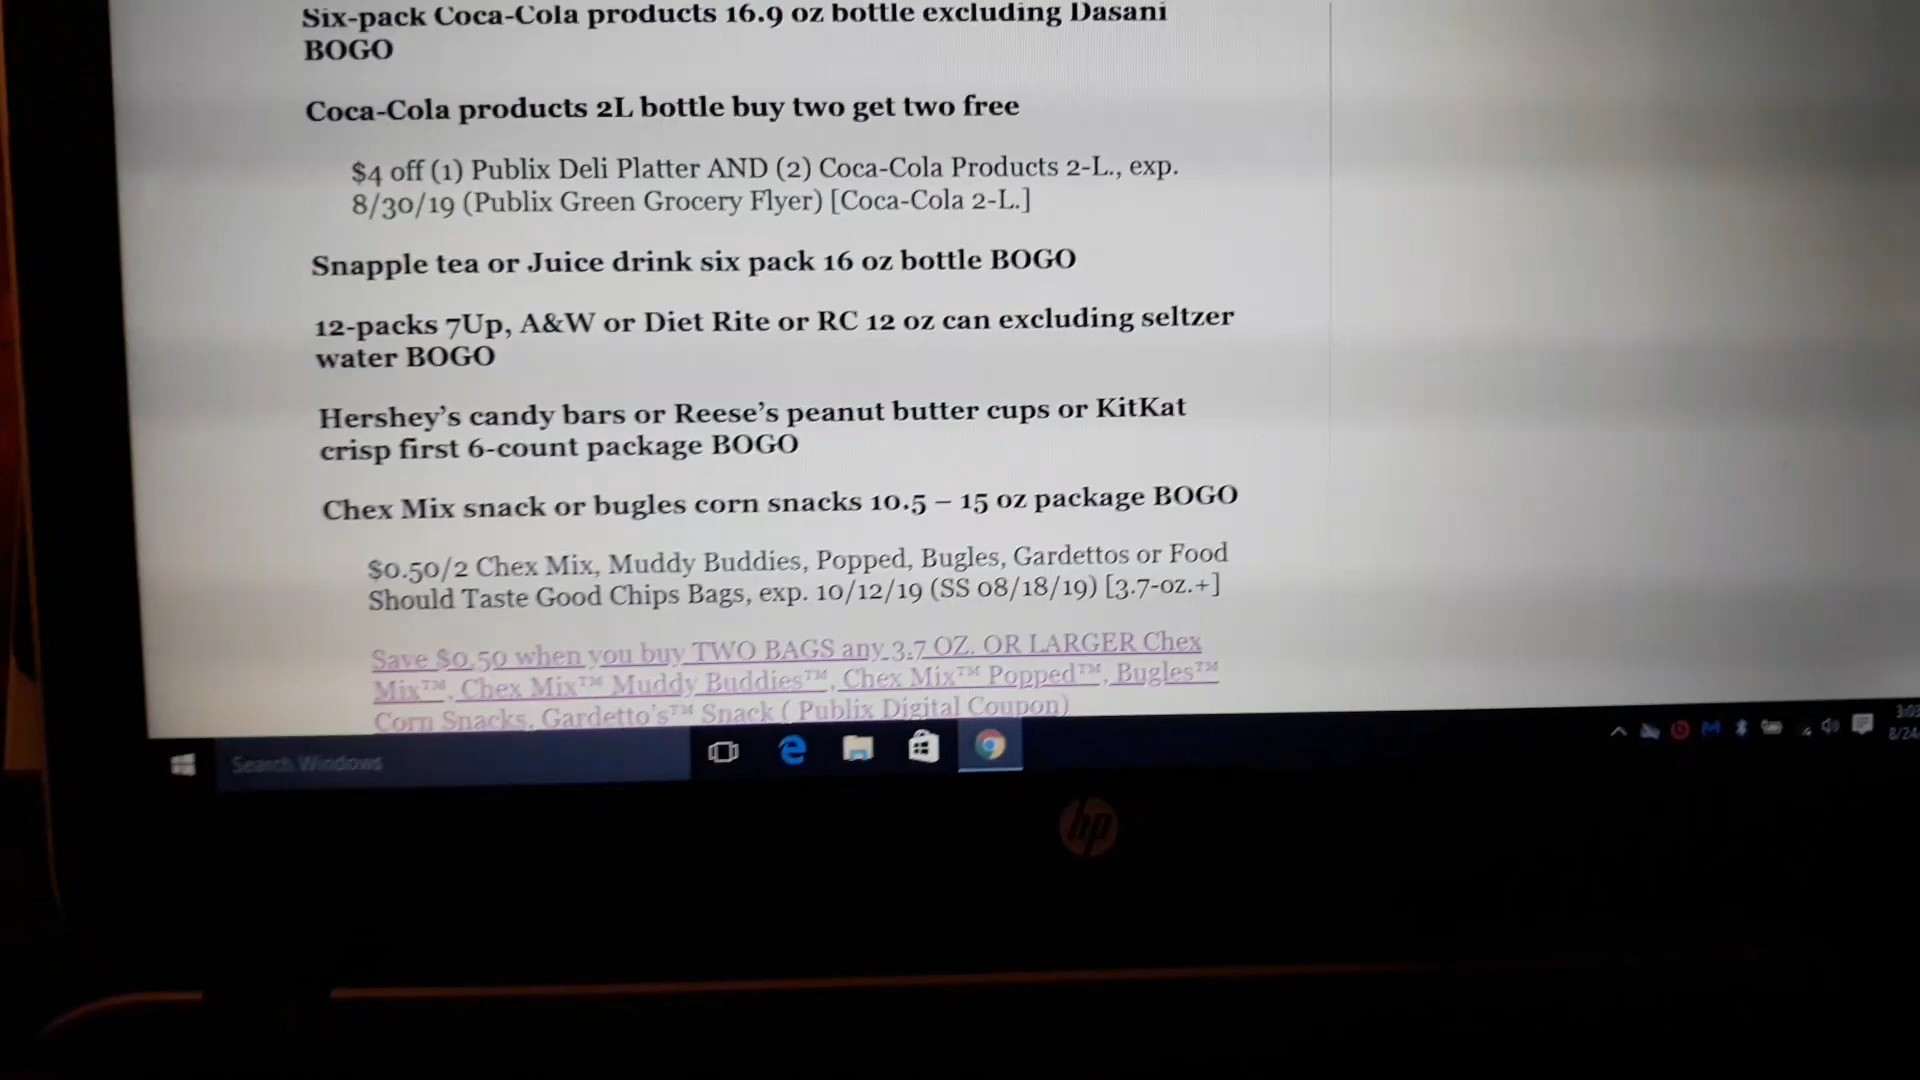 Six-pack Coca-Cola products 16.9 oz bottle excluding Dasani
BOGO
Coca-Cola products 2L bottle buy two get two free
$4 off (1) Publix Deli Platter AND (2) Coca-Cola Products 2-L., exp.
8/30/19 (Publix Green Grocery Flyer) [Coca-Cola 2-L.]
Snapple tea or Juice drink six pack 16 oz bottle BOGO
12-packs 7Up, A&W or Diet Rite or RC 12 oz can excluding seltzer
water BOGO
Hershey's candy bars or Reese's peanut butter cups or KitKat
crisp first 6-count package BOGO
Chex Mix snack or bugles corn snacks 10.5 – 15 oz package BOGO
$0.50/2 Chex Mix, Muddy Buddies, Popped, Bugles, Gardettos or Food
Should Taste Good Chips Bags, exp. 10/12/19 (SS 08/18/19) [3.7-oz.+]
Save $0.50 when you buy TWO BAGS any 3.7 OZ. OR LARGER Chex
Mix™, Chex Mix™ Muddy Buddies™, Chex Mix™ Popped™, Bugles™
Corn Snacks, Gardetto's™ Snack ( Publix Digital Coupon)
Search Windows
3:03
8/24
hp